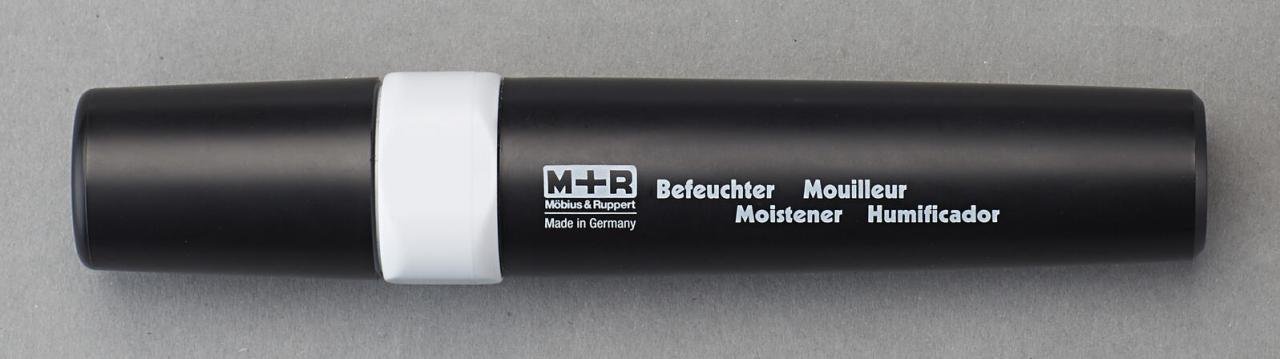 M+R
Möbius & Ruppert
Made in Germany
Befeuchter Mouilleur
Moistener Humificador